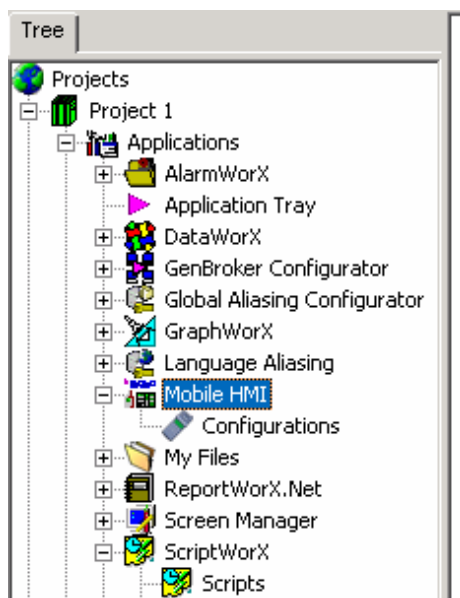 Tree
Projects
Project 1
Applications
AlarmWorX
Application Tray
DataWorX
GenBroker Configurator
Global Aliasing Configurator
GraphWorX
Language Aliasing
Mobile HMI
Configurations
My Files
ReportWorX.Net
Screen Manager
ScriptWorX
Scripts